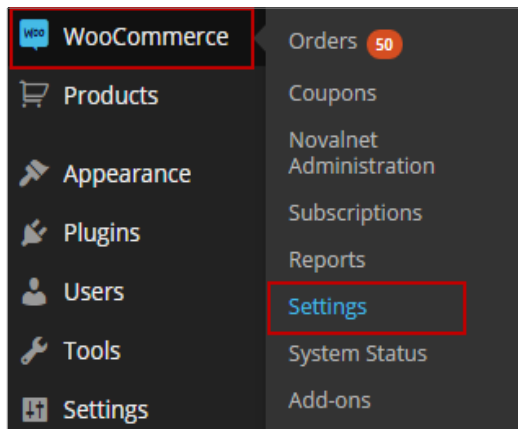 WOO WooCommerce
Products
Appearance
Plugins
Users
Tools
Settings
Orders 50
Coupons
Novalnet
Administration
Subscriptions
Reports
Settings
System Status
Add-ons